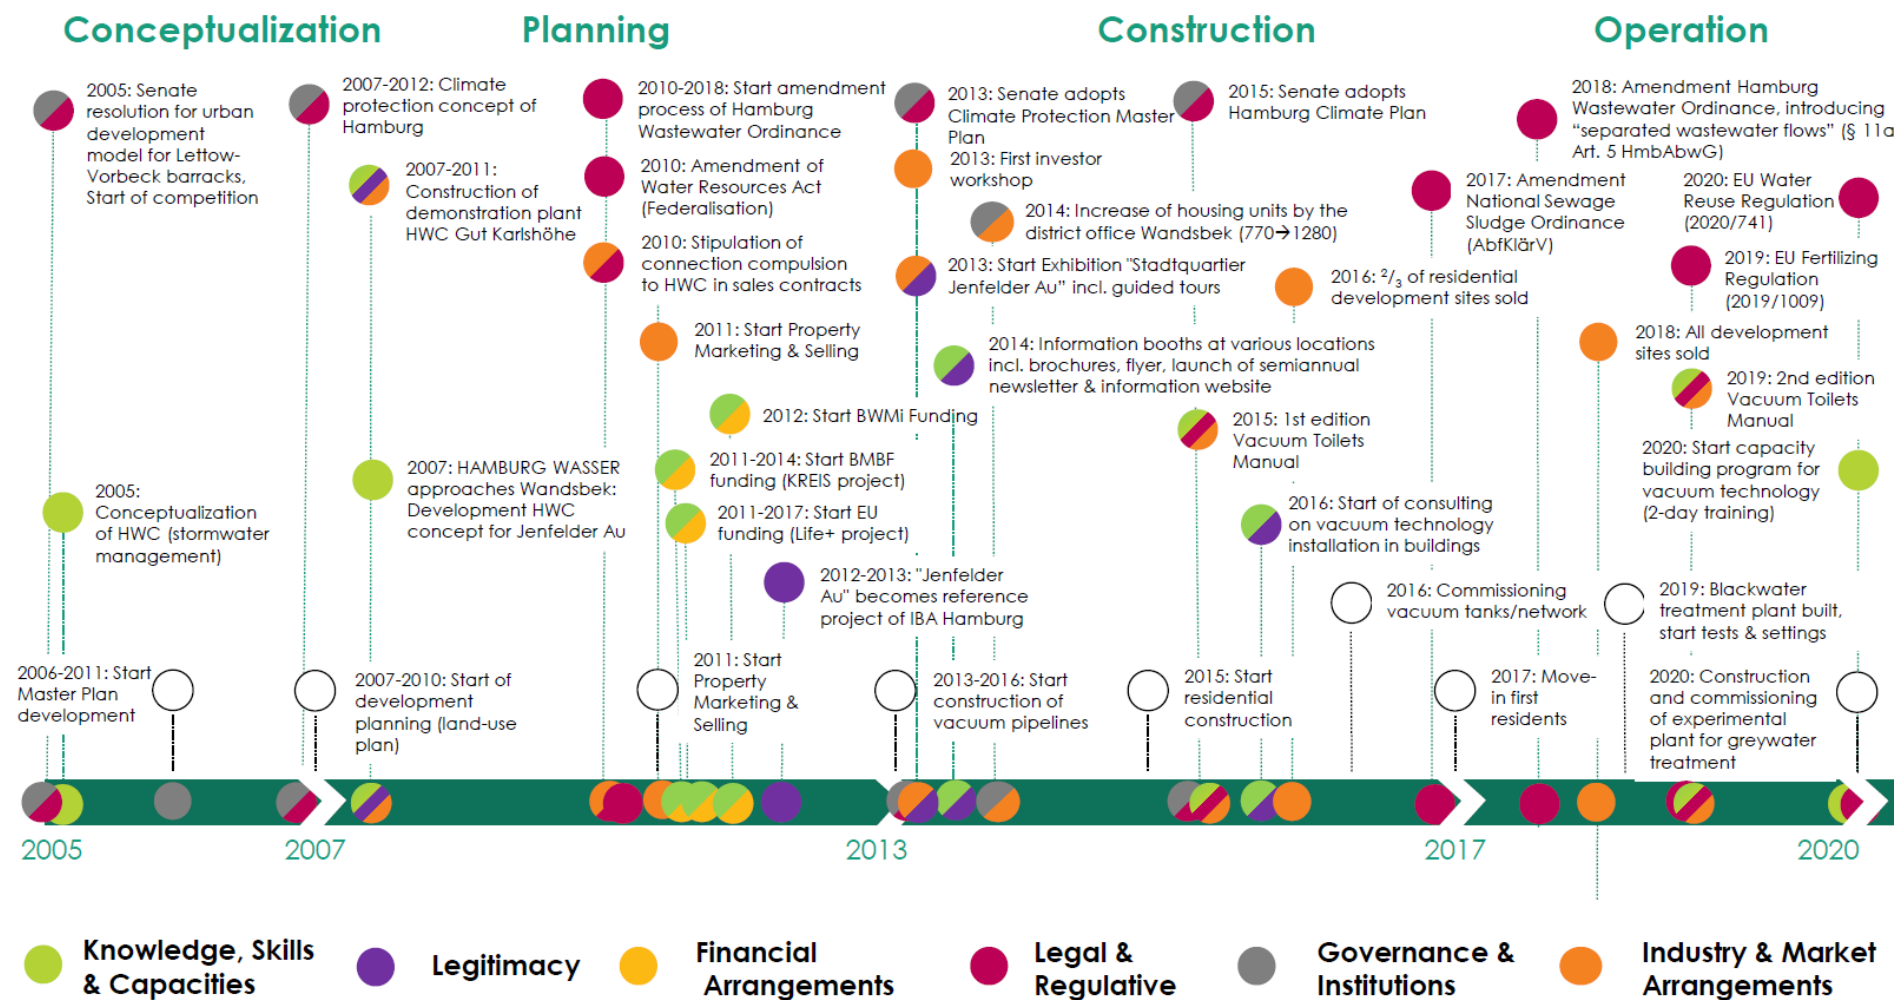 Conceptualization
Planning
Construction
Operation
2005: Senate
resolution for urban
development
model for Lettow-
Vorbeck barracks,
Start of competition
2007-2012: Climate
protection concept of
Hamburg
2007-2011:
Construction of
demonstration plant
HWC Gut Karlshöhe
2010-2018: Start amendment
process of Hamburg
Wastewater Ordinance
2010: Amendment of
Water Resources Act
(Federalisation)
2010: Stipulation of
connection compulsion
to HWC in sales contracts
2011: Start Property
Marketing & Selling
2013: Senate adopts
Climate Protection Master
Plan
2013: First investor
workshop
2014: Increase of housing units by the
district office Wandsbek (770→1280)
2013: Start Exhibition "Stadtquartier
Jenfelder Au" incl. guided tours
2015: Senate adopts
Hamburg Climate Plan
2016: ²/₃ of residential
development sites sold
2014: Information booths at various locations
incl. brochures, flyer, launch of semiannual
newsletter & information website
2018: Amendment Hamburg
Wastewater Ordinance, introducing
“separated wastewater flows” (§ 11a
Art. 5 HmbAbwG)
2017: Amendment
National Sewage
Sludge Ordinance
(AbfKlärV)
2020: EU Water
Reuse Regulation
(2020/741)
2019: EU Fertilizing
Regulation
(2019/1009)
2018: All development
sites sold
2019: 2nd edition
Vacuum Toilets
Manual
2012: Start BWMi Funding
2011-2014: Start BMBF
funding (KREIS project)
2011-2017: Start EU
funding (Life+ project)
2015: 1st edition
Vacuum Toilets
Manual
2016: Start of consulting
on vacuum technology
installation in buildings
2020: Start capacity
building program for
vacuum technology
(2-day training)
2005:
Conceptualization
of HWC (stormwater
management)
2007: HAMBURG WASSER
approaches Wandsbek:
Development HWC
concept for Jenfelder Au
2012-2013: "Jenfelder
Au" becomes reference
project of IBA Hamburg
2016: Commissioning
vacuum tanks/network
2019: Blackwater
treatment plant built,
start tests & settings
2006-2011: Start
Master Plan
development
2007-2010: Start of
development
planning (land-use
plan)
2011: Start
Property
Marketing &
Selling
2013-2016: Start
construction of
vacuum pipelines
2015: Start
residential
construction
2017: Move-
in first
residents
2020: Construction
and commissioning
of experimental
plant for greywater
treatment
2005
2007
2013
2017
2020
Knowledge, Skills
& Capacities
Legitimacy
Financial
Arrangements
Legal &
Regulative
Governance &
Institutions
Industry & Market
Arrangements